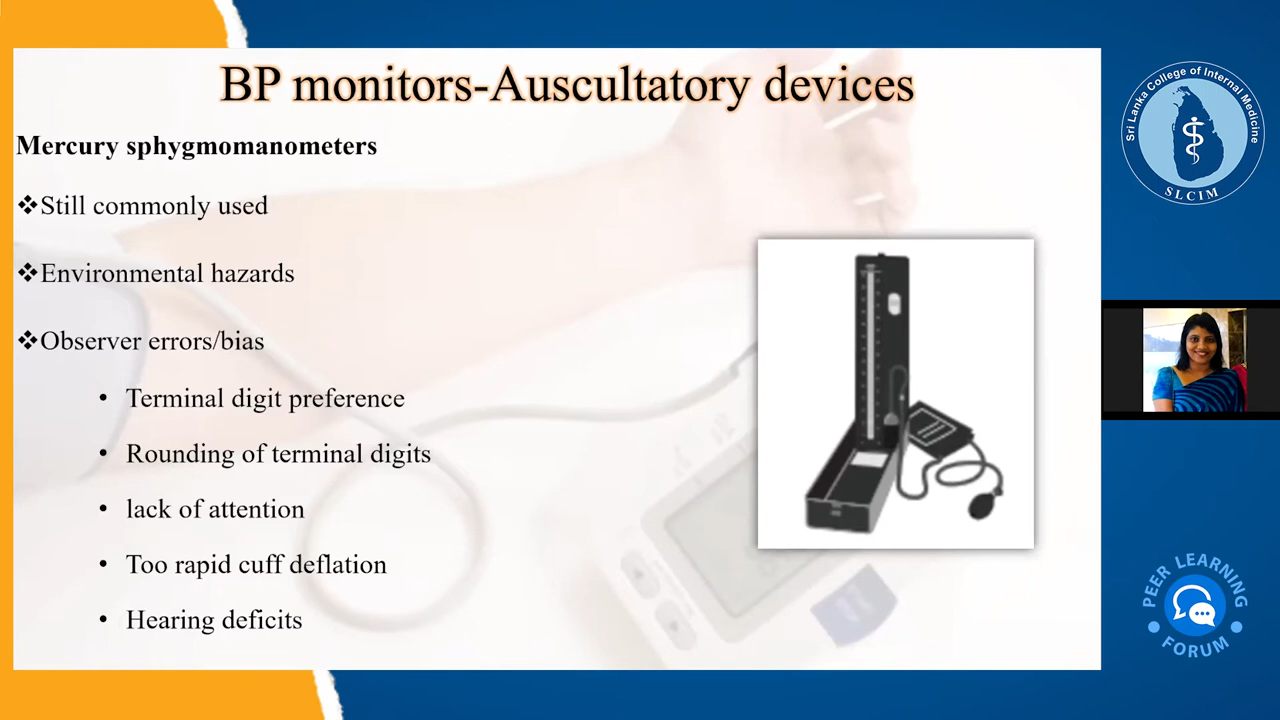 BP monitors-Auscultatory devices
Mercury sphygmomanometers
❖Still commonly used
❖Environmental hazards
❖Observer errors/bias
• Terminal digit preference
• Rounding of terminal digits
• lack of attention
• Too rapid cuff deflation
• Hearing deficits
Sri Lanka College of Internal Medicine
SLCIM
PEER LEARNING
FORUM